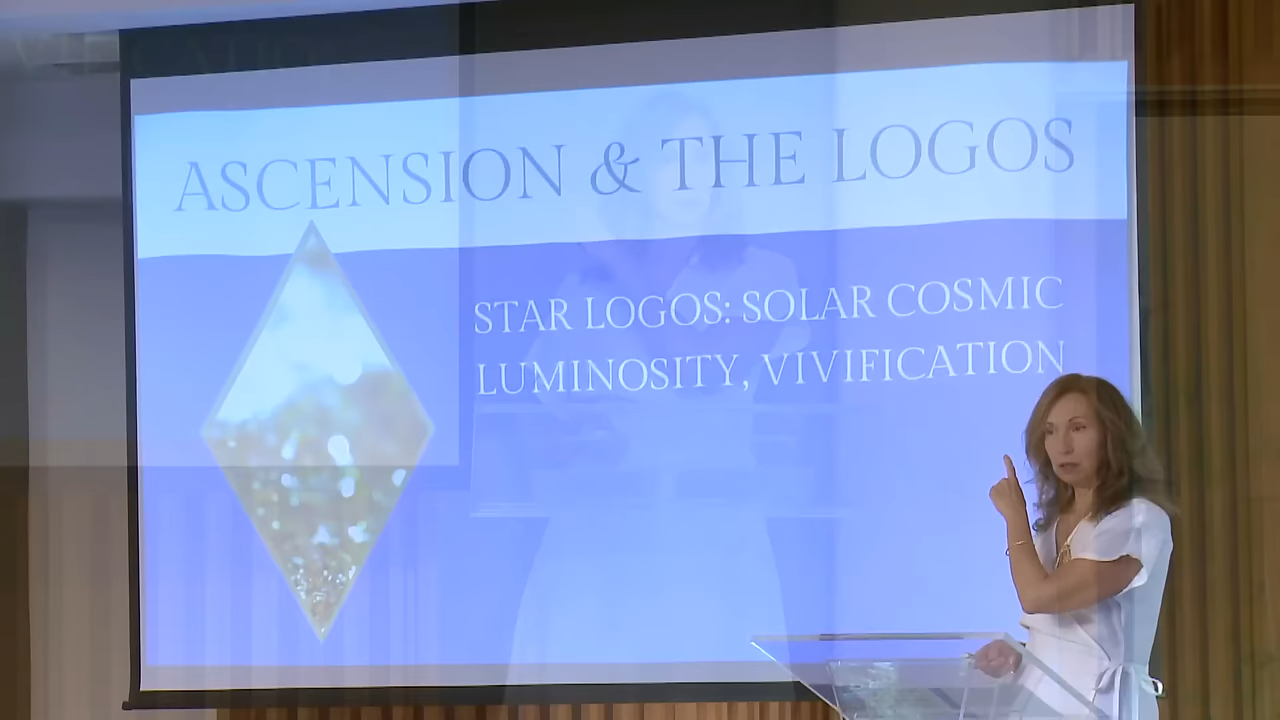 ASCENSION & THE LOGOS
STAR LOGOS: SOLAR COSMIC
LUMINOSITY, VIVIFICATION